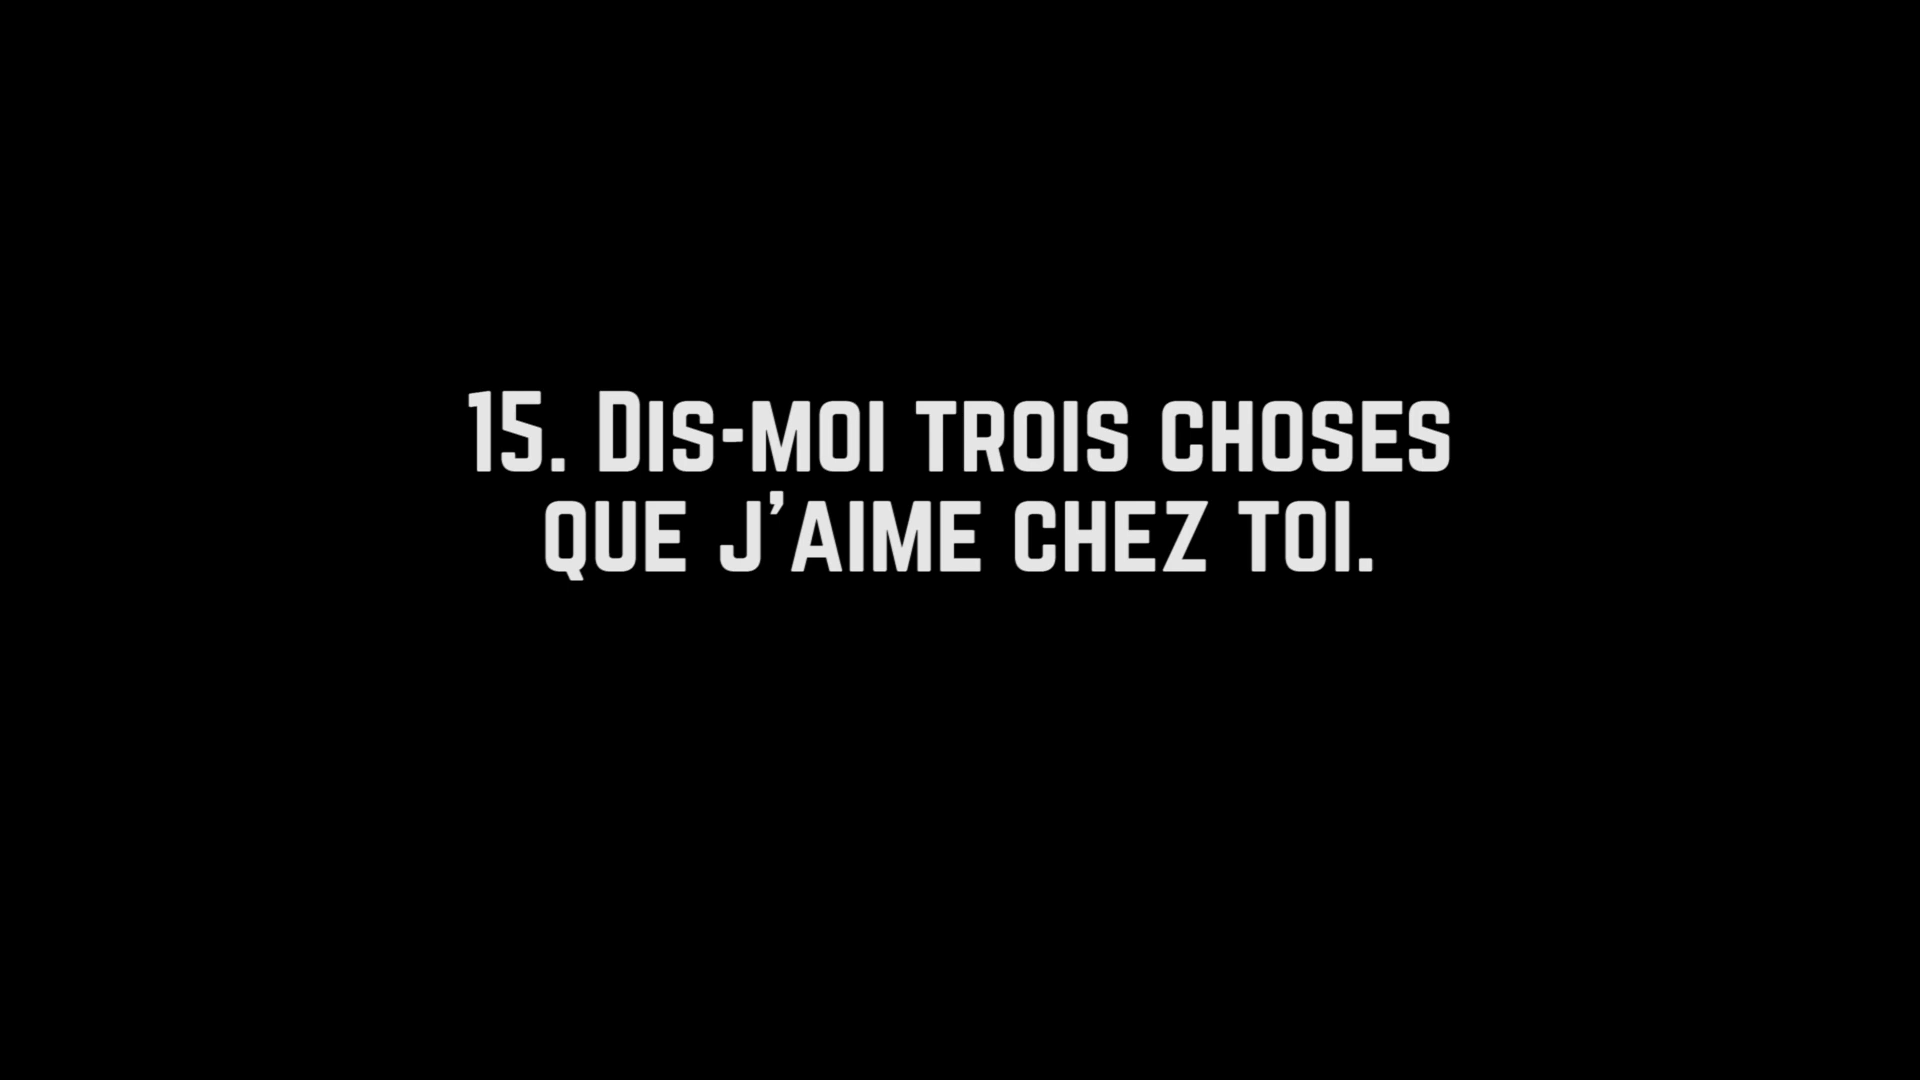 15. Dis-moi trois choses
que j’aime chez toi.